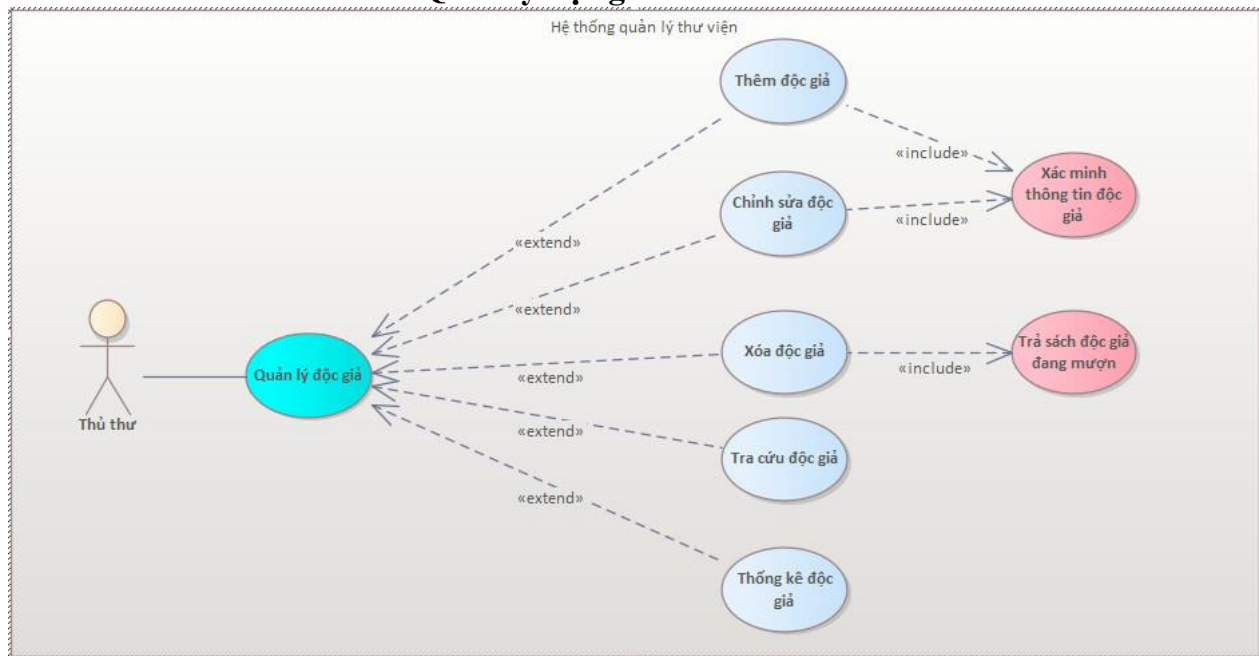 Hệ thống quản lý thư viện
Thêm độc giả
«include»
Xác minh
thông tin độc
giả
Chỉnh sửa độc
giả
«include»
«extend»
«extend»
Xóa độc giả
«include»
Trả sách độc giả
đang mượn
Quản lý độc giả
«extend»
Thủ thư
«extend»
Tra cứu độc giả
«extend»
Thống kê độc
giả